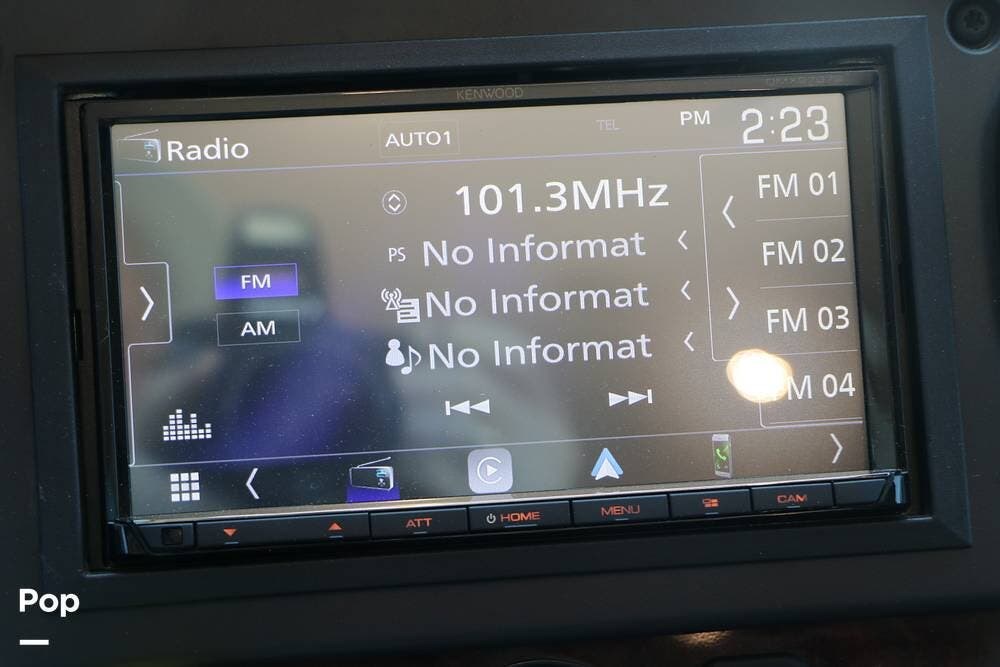 KENWOOD
Radio
AUTO1
TEL
PM 2:23
101.3MHz
PS No Informat
No Informat
No Informat
FM
AM
FM 01
FM 02
FM 03
FM 04
ATT
HOME
MENU
CAM
Pop